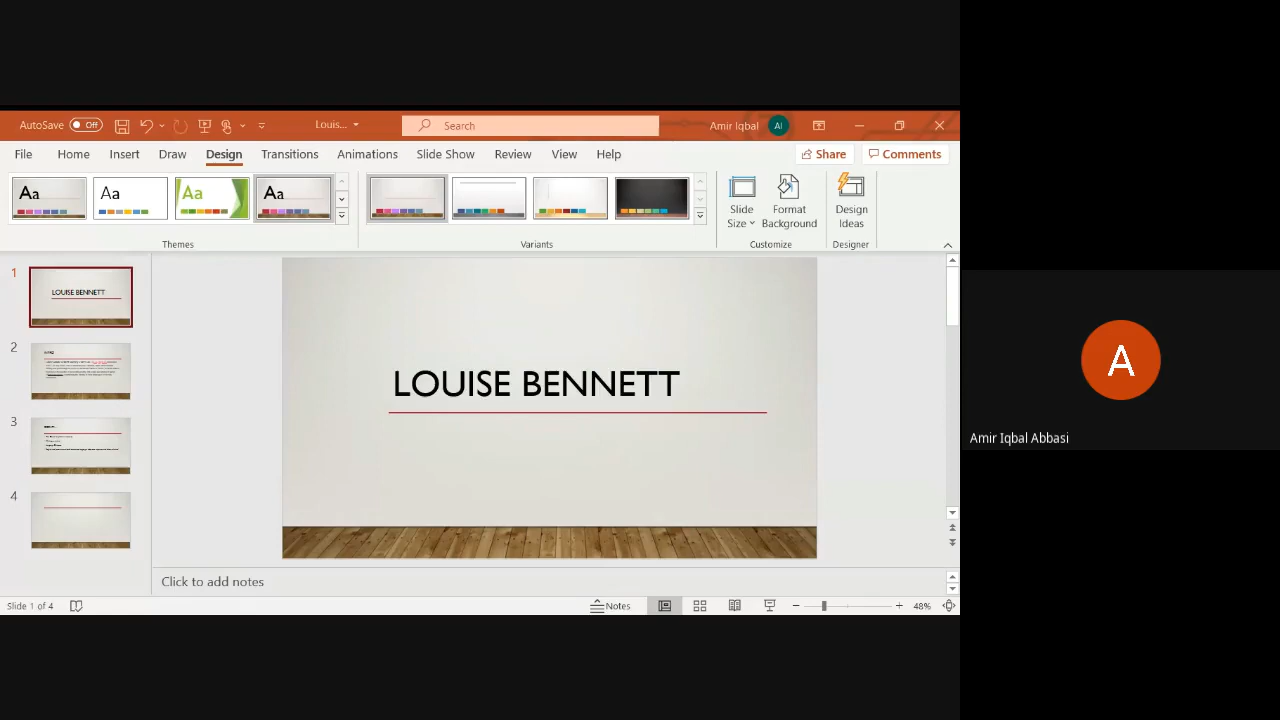 AutoSave Off Louis... Search Amir Iqbal AI
File Home Insert Draw Design Transitions Animations Slide Show Review View Help Share Comments
Aa Aa Aa Aa
Slide Size Format Background Design Ideas
Themes Variants Customize Designer
1
LOUISE BENNETT
2
3
4
LOUISE BENNETT
Click to add notes
Slide 1 of 4 Notes 48%
A
Amir Iqbal Abbasi